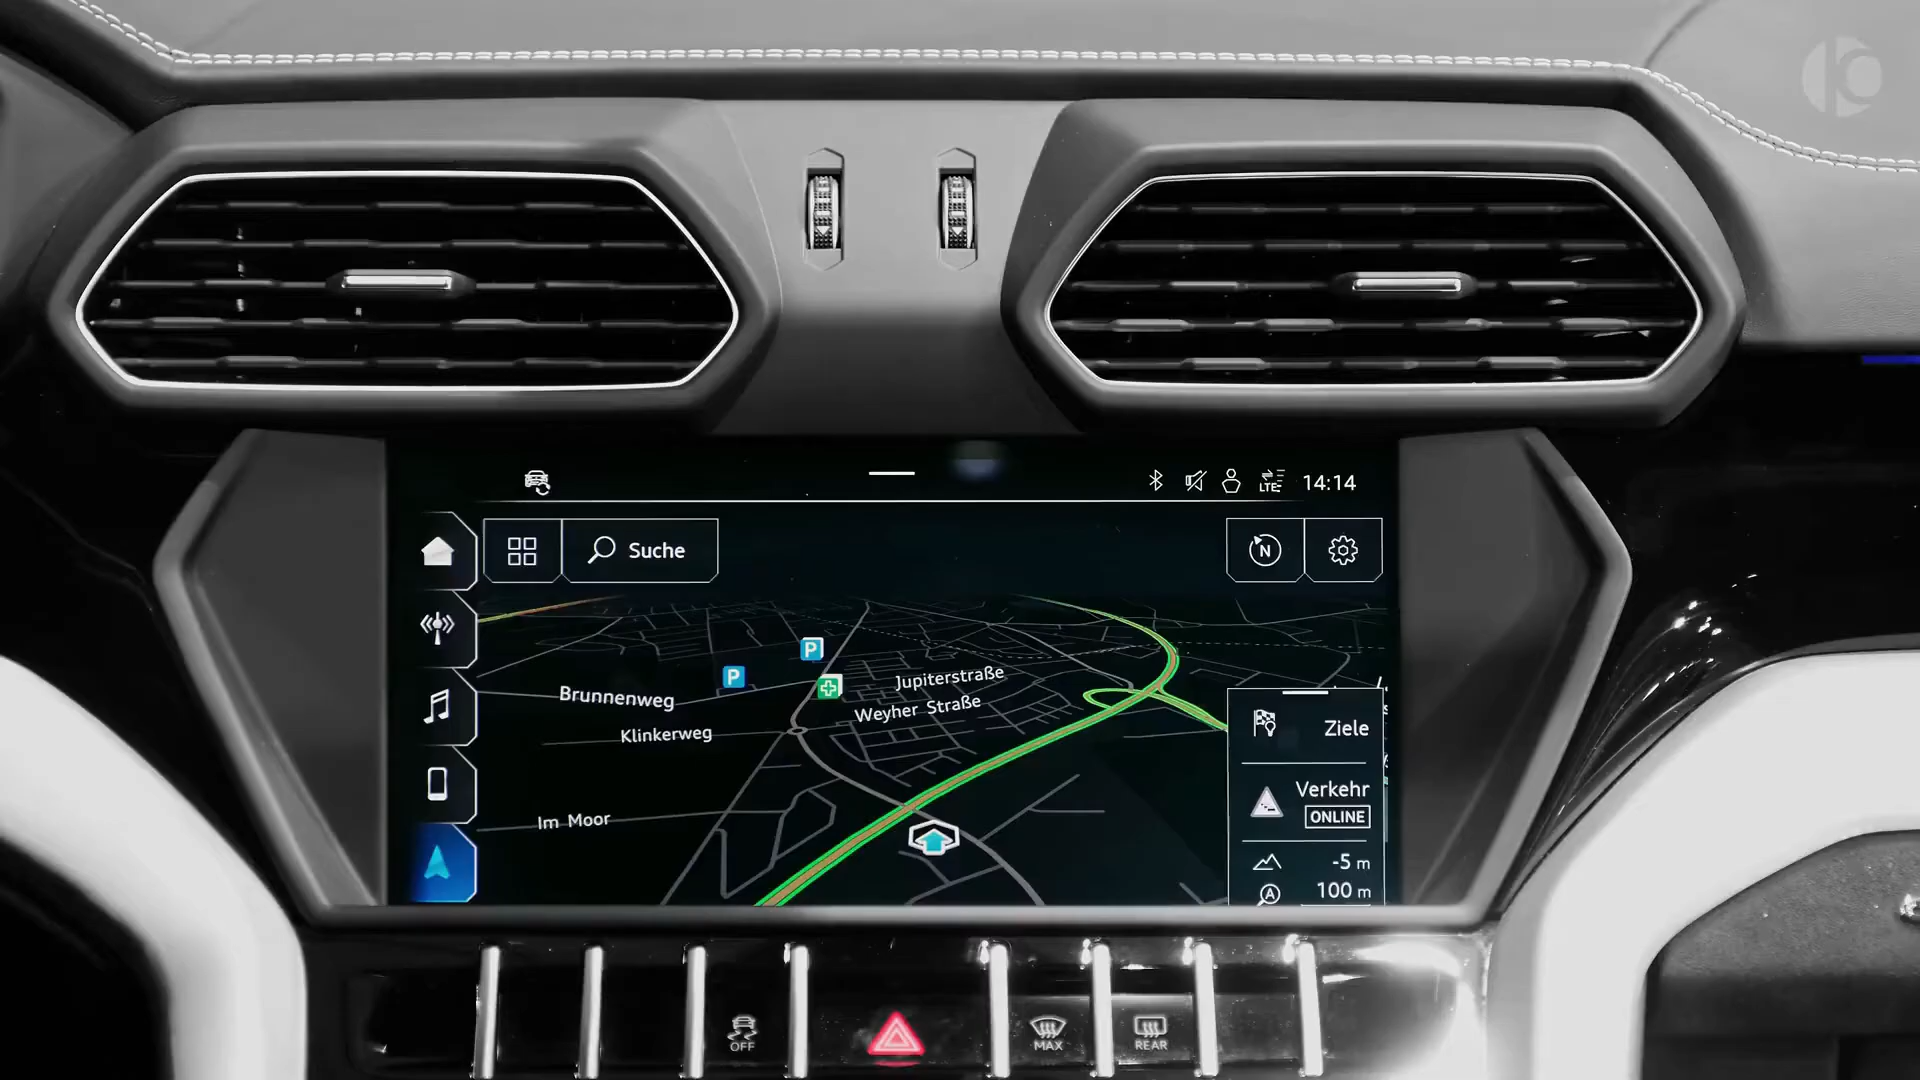 LTE 14:14
Suche
N
P
P
Jupiterstraße
Brunnenweg
Weyher Straße
Klinkerweg
Ziele
Verkehr
ONLINE
Im Moor
-5 m
A 100 m
OFF
MAX
REAR